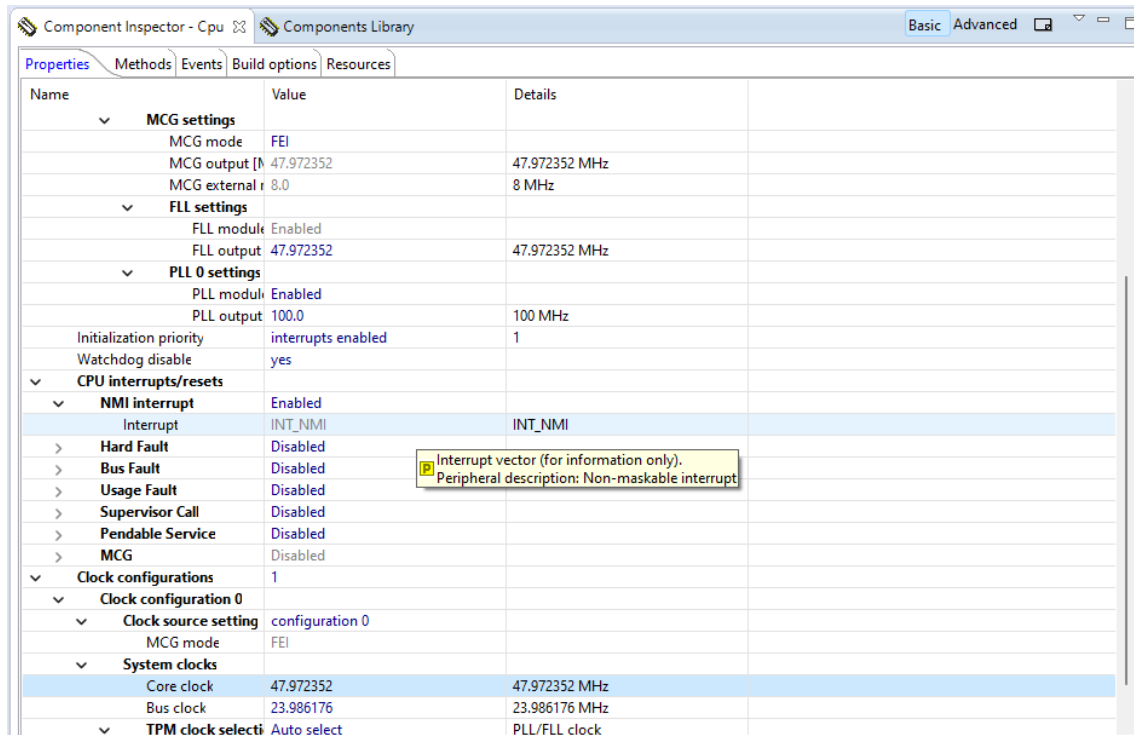 Component Inspector - Cpu Components Library Basic Advanced
Properties Methods Events Build options Resources
Name Value Details
MCG settings
MCG mode FEI
MCG output [M 47.972352 47.972352 MHz
MCG external r 8.0 8 MHz
FLL settings
FLL module Enabled
FLL output 47.972352 47.972352 MHz
PLL 0 settings
PLL module Enabled
PLL output 100.0 100 MHz
Initialization priority interrupts enabled 1
Watchdog disable yes
CPU interrupts/resets
NMI interrupt Enabled
Interrupt INT_NMI INT_NMI
Hard Fault Disabled
Bus Fault Disabled
Interrupt vector (for information only).
Peripheral description: Non-maskable interrupt
Usage Fault Disabled
Supervisor Call Disabled
Pendable Service Disabled
MCG Disabled
Clock configurations 1
Clock configuration 0
Clock source setting configuration 0
MCG mode FEI
System clocks
Core clock 47.972352 47.972352 MHz
Bus clock 23.986176 23.986176 MHz
TPM clock selecti Auto select PLL/FLL clock